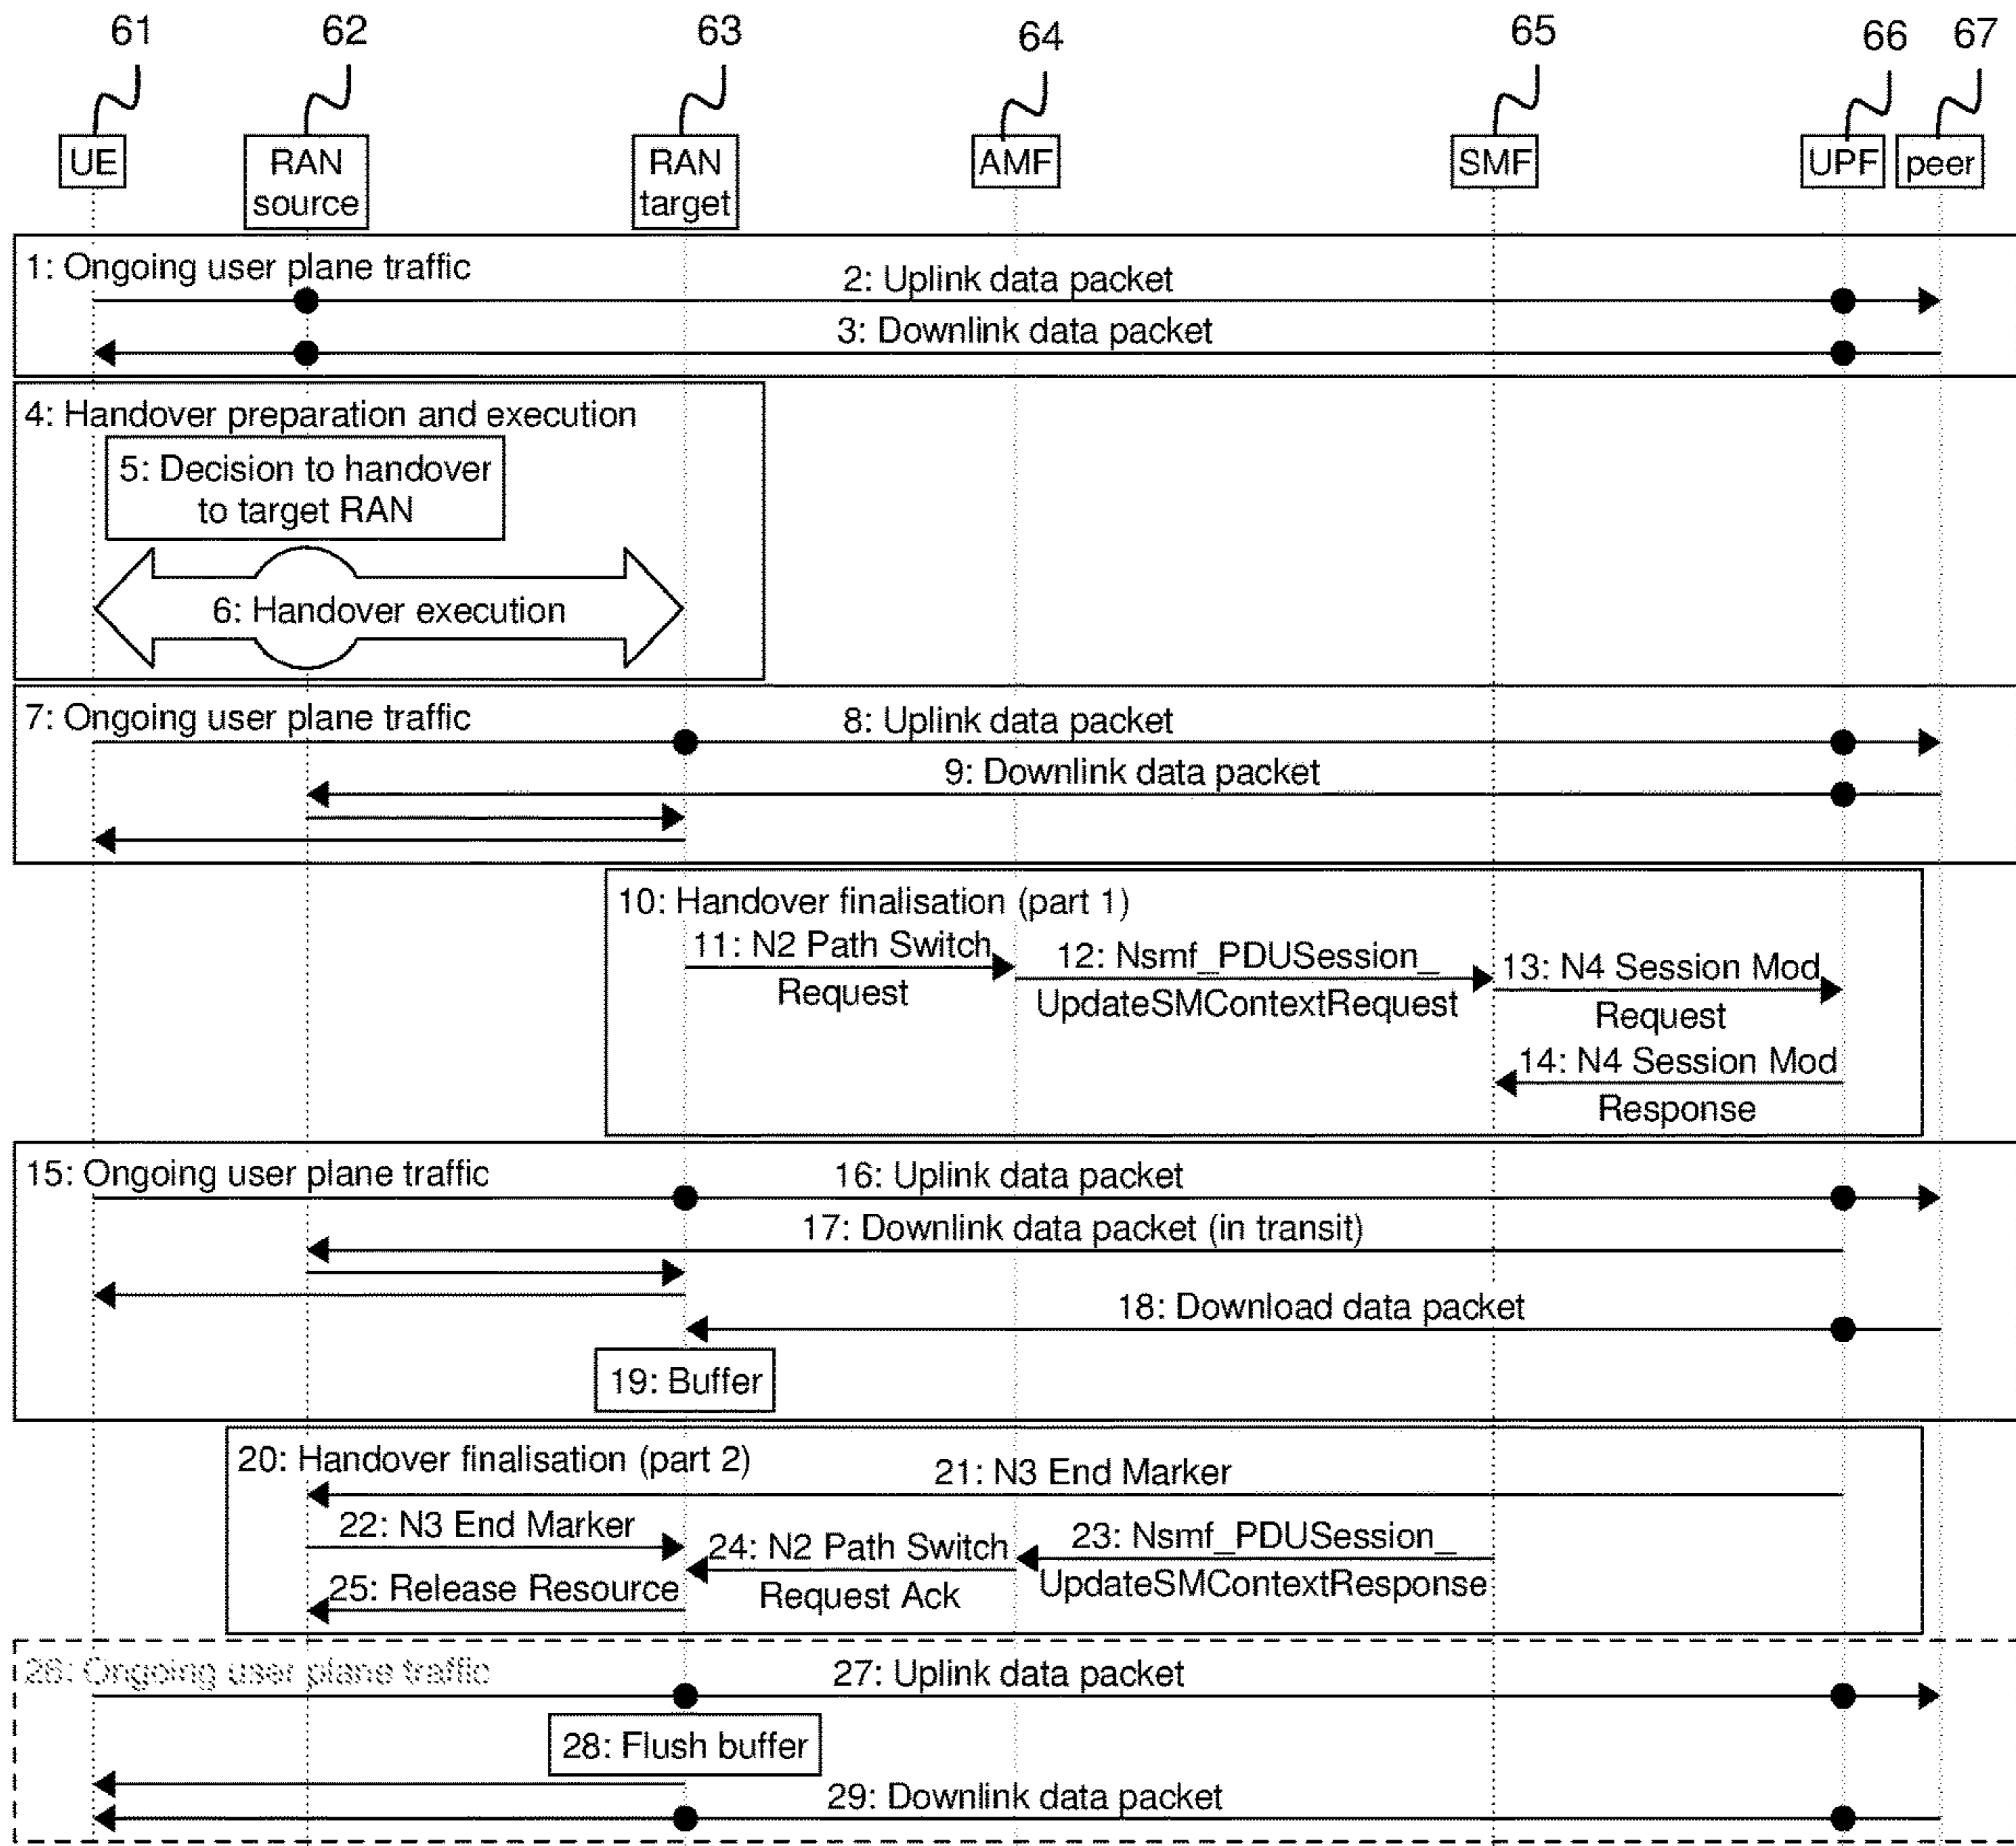 61 62 63 64 65 66 67
UE RAN source RAN target AMF SMF UPF peer
1: Ongoing user plane traffic
2: Uplink data packet
3: Downlink data packet
4: Handover preparation and execution
5: Decision to handover
to target RAN
6: Handover execution
7: Ongoing user plane traffic
8: Uplink data packet
9: Downlink data packet
10: Handover finalisation (part 1)
11: N2 Path Switch
Request
12: Nsmf_PDUSession_
UpdateSMContextRequest
13: N4 Session Mod
Request
14: N4 Session Mod
Response
15: Ongoing user plane traffic
16: Uplink data packet
17: Downlink data packet (in transit)
18: Download data packet
19: Buffer
20: Handover finalisation (part 2)
21: N3 End Marker
22: N3 End Marker
23: Nsmf_PDUSession_
UpdateSMContextResponse
24: N2 Path Switch
Request Ack
25: Release Resource
26: Ongoing user plane traffic
27: Uplink data packet
28: Flush buffer
29: Downlink data packet